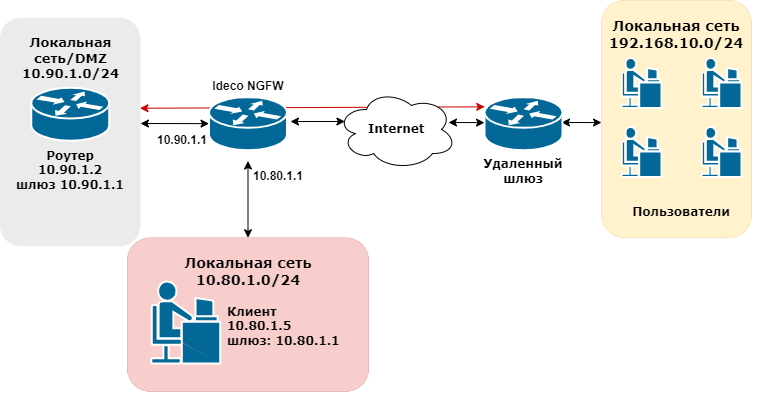 Локальная
сеть/DMZ
10.90.1.0/24
Роутер
10.90.1.2
шлюз 10.90.1.1
Ideco NGFW
10.90.1.1
10.80.1.1
Internet
Удаленный
шлюз
Локальная сеть
192.168.10.0/24
Пользователи
Локальная сеть
10.80.1.0/24
Клиент
10.80.1.5
шлюз: 10.80.1.1